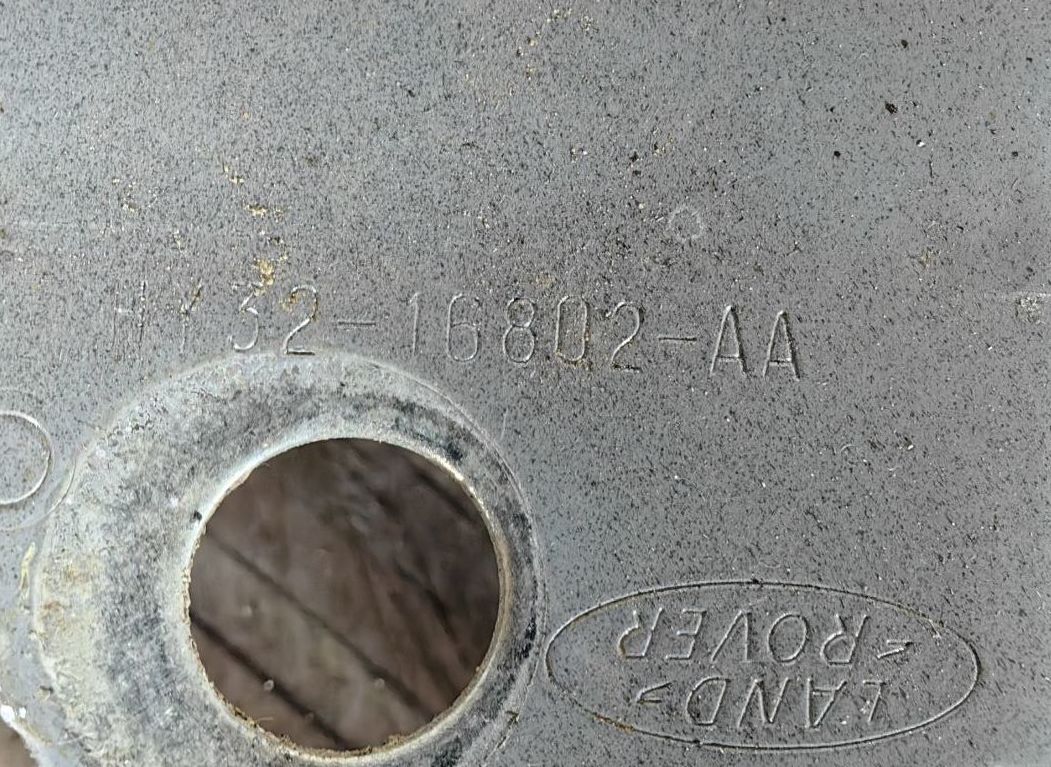 HY32-16802-AA
LAND-
-ROVER